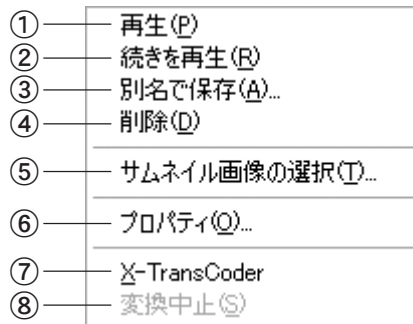 ① 再生(P)
② 続きを再生(R)
③ 別名で保存(A)...
④ 削除(D)
⑤ サムネイル画像の選択(T)...
⑥ プロパティ(O)...
⑦ X-TransCoder
⑧ 変換中止(S)